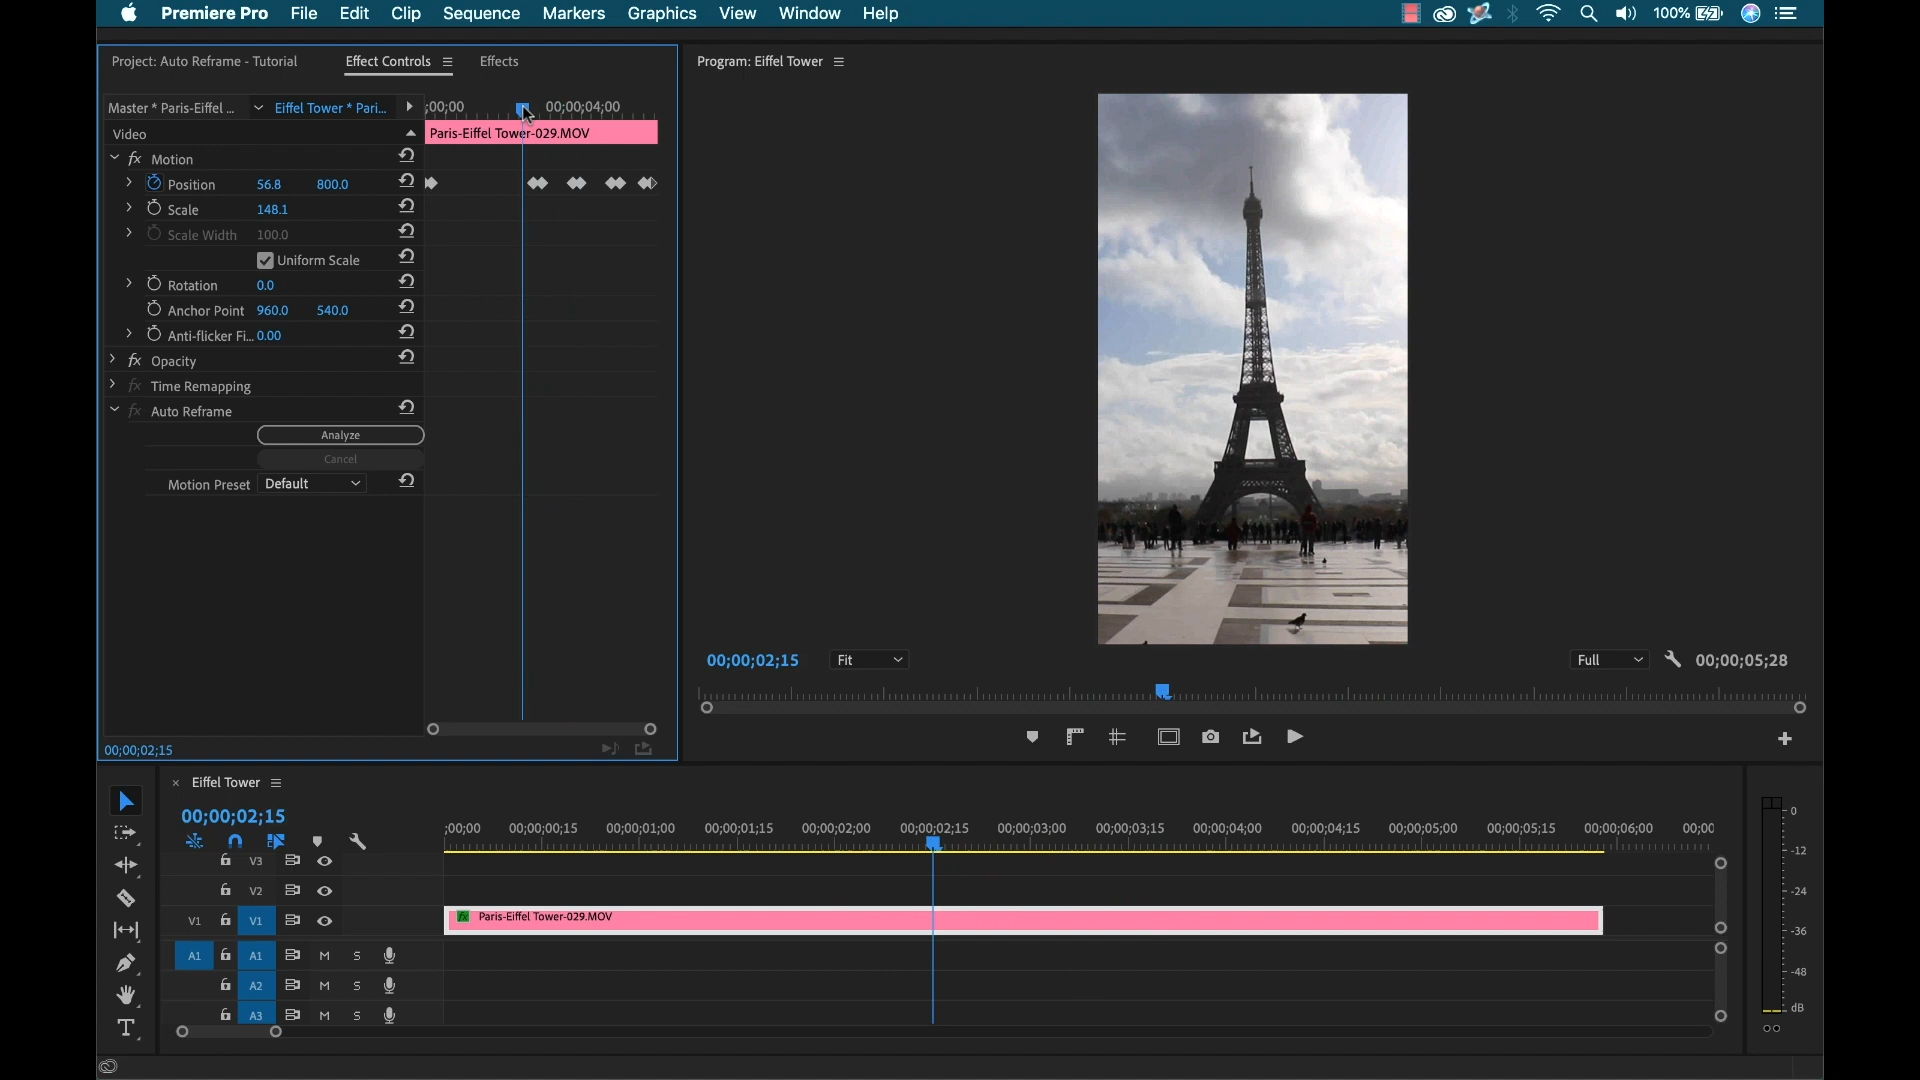 Premiere Pro File Edit Clip Sequence Markers Graphics View Window Help 100%
Project: Auto Reframe - Tutorial Effect Controls Effects
Master * Paris-Eiffel ... Eiffel Tower * Pari... ;00;00 00;00;04;00
Video Paris-Eiffel Tower-029.MOV
fx Motion
Position 56.8 800.0
Scale 148.1
Scale Width 100.0
Uniform Scale
Rotation 0.0
Anchor Point 960.0 540.0
Anti-flicker Fi... 0.00
fx Opacity
fx Time Remapping
fx Auto Reframe
Analyze
Cancel
Motion Preset Default
00;00;02;15
Program: Eiffel Tower
00;00;02;15 Fit Full 00;00;05;28
× Eiffel Tower
00;00;02;15
;00;00 00;00;00;15 00;00;01;00 00;00;01;15 00;00;02;00 00;00;02;15 00;00;03;00 00;00;03;15 00;00;04;00 00;00;04;15 00;00;05;00 00;00;05;15 00;00;06;00 00;00
V3
V2
V1 V1 fx Paris-Eiffel Tower-029.MOV
A1 A1 M S
A2 M S
A3 M S
T
0
-12
-24
-36
-48
dB